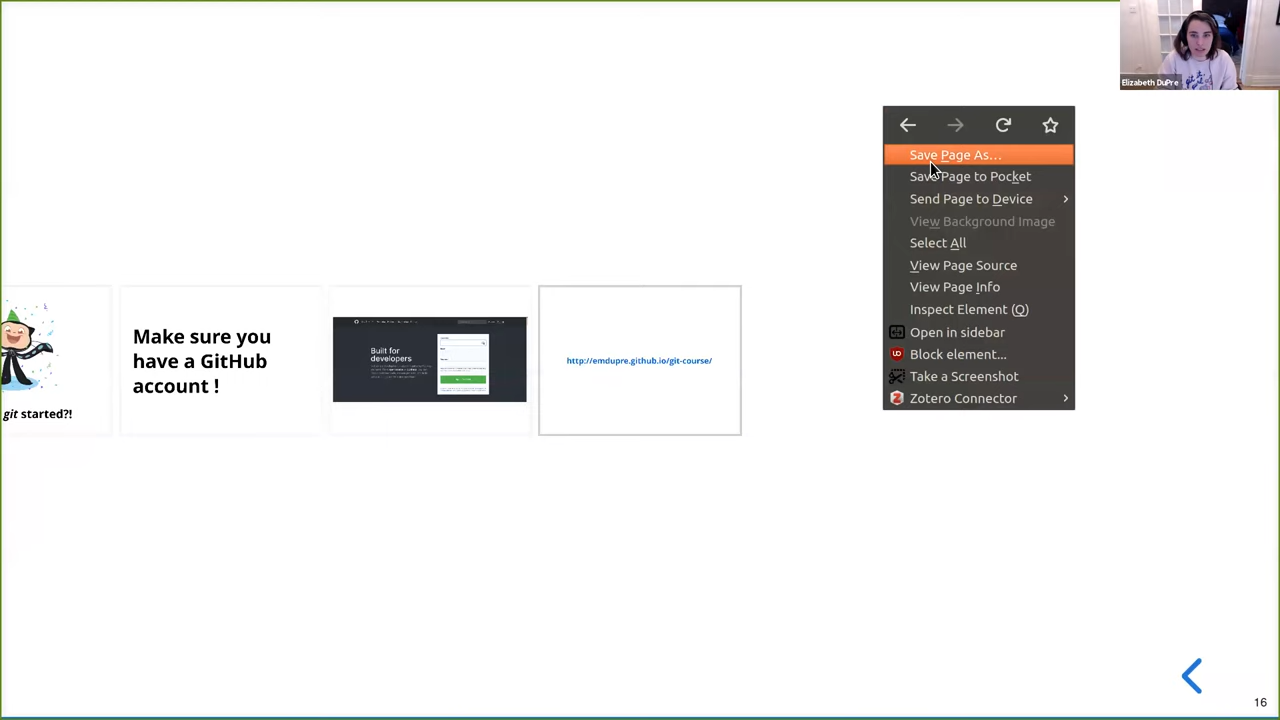 Elizabeth DuPre
Save Page As...
Save Page to Pocket
Send Page to Device
View Background Image
Select All
View Page Source
View Page Info
Inspect Element (Q)
Open in sidebar
Block element...
Take a Screenshot
Zotero Connector
git started?!
Make sure you
have a GitHub
account !
Built for
developers
http://emdupre.github.io/git-course/
16